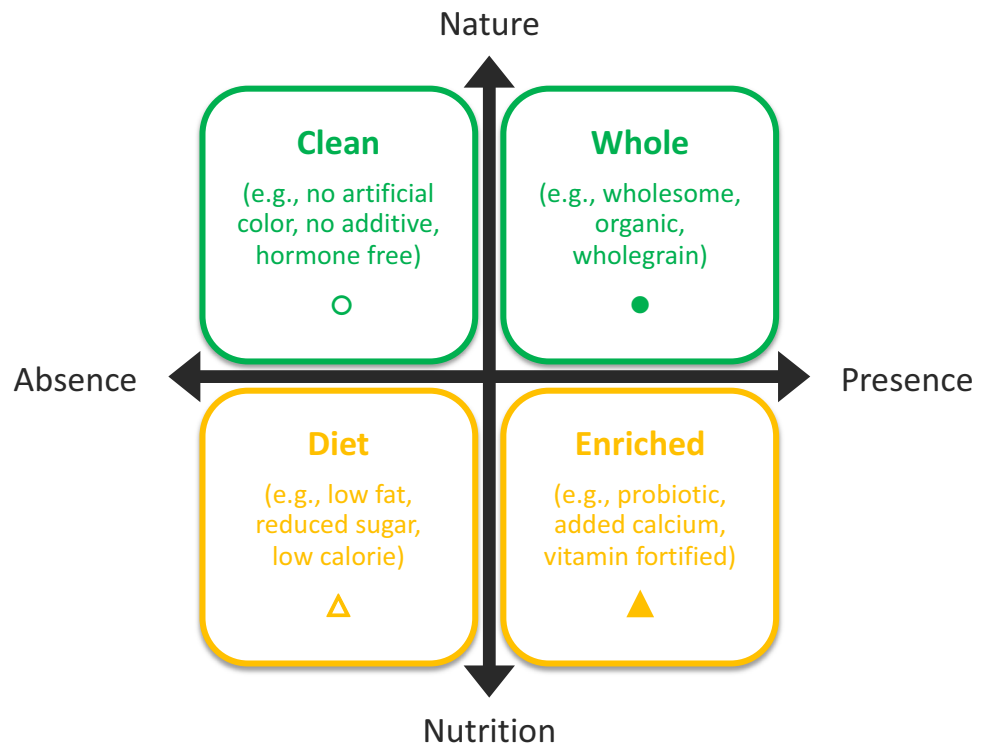 Nature
Clean
(e.g., no artificial
color, no additive,
hormone free)
Whole
(e.g., wholesome,
organic,
wholegrain)
Absence
Presence
Diet
(e.g., low fat,
reduced sugar,
low calorie)
Enriched
(e.g., probiotic,
added calcium,
vitamin fortified)
Nutrition